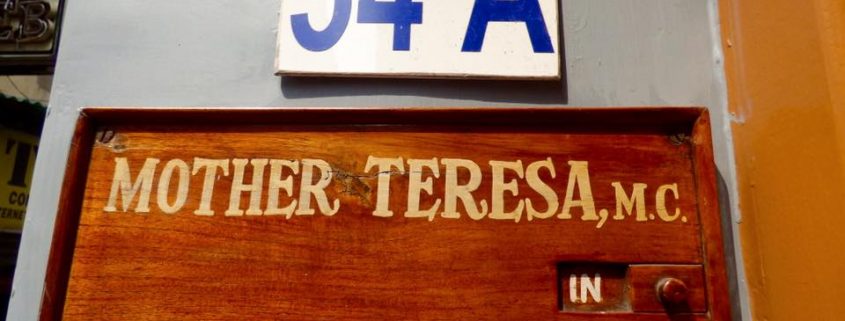 54 A
MOTHER TERESA, M.C.
IN